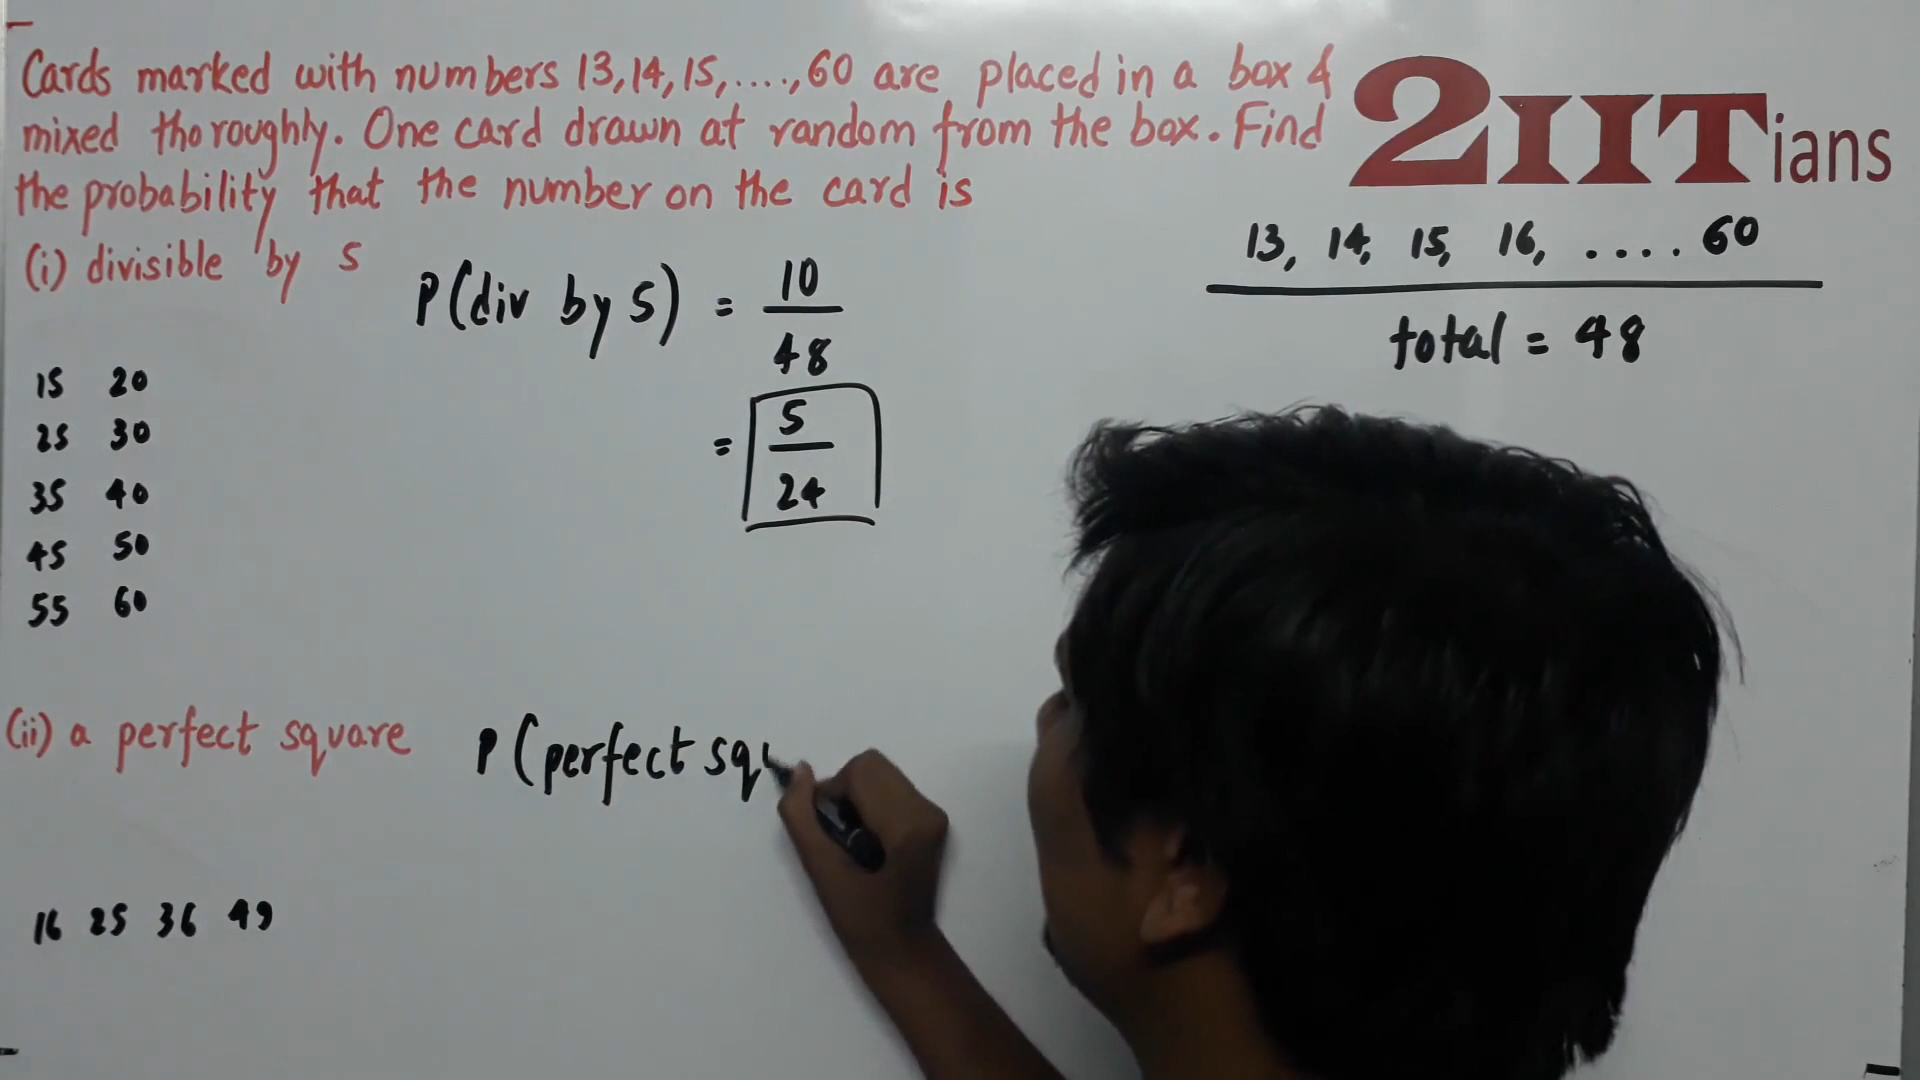 Cards marked with numbers 13,14,15,....,60 are placed in a box &
mixed thoroughly. One card drawn at random from the box. Find
the probability that the number on the card is
(i) divisible by 5
2IITians
13, 14, 15, 16, .... 60
total = 48
P(div by 5) = 10/48
= 5/24
15 20
25 30
35 40
45 50
55 60
(ii) a perfect square
P(perfect squ
16 25 36 49